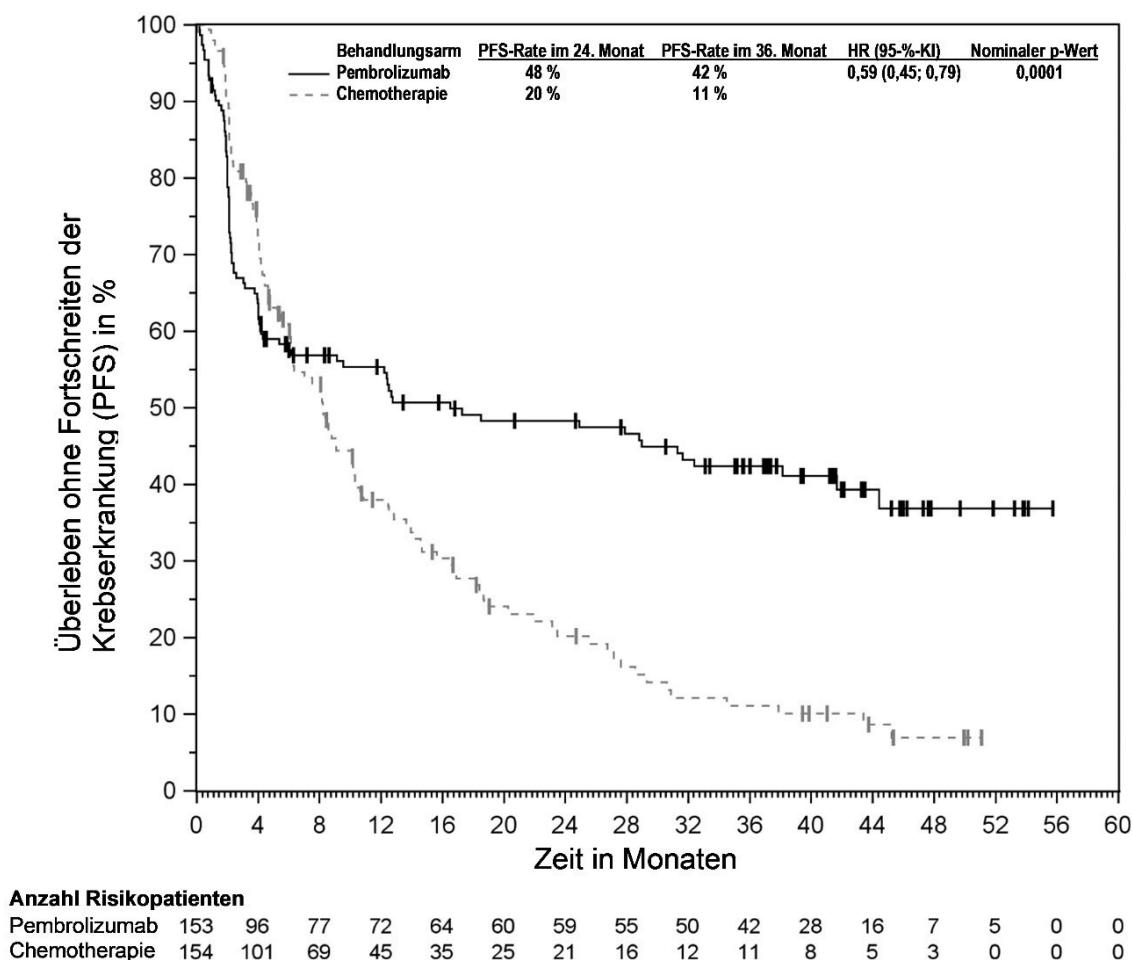 100
90
80
70
60
50
40
30
20
10
0
Überleben ohne Fortschreiten der
Krebserkrankung (PFS) in %
Behandlungsarm PFS-Rate im 24. Monat PFS-Rate im 36. Monat HR (95-%-KI) Nominaler p-Wert
Pembrolizumab 48 % 42 % 0,59 (0,45; 0,79) 0,0001
Chemotherapie 20 % 11 %
0 4 8 12 16 20 24 28 32 36 40 44 48 52 56 60
Zeit in Monaten
Anzahl Risikopatienten
Pembrolizumab 153 96 77 72 64 60 59 55 50 42 28 16 7 5 0 0
Chemotherapie 154 101 69 45 35 25 21 16 12 11 8 5 3 0 0 0